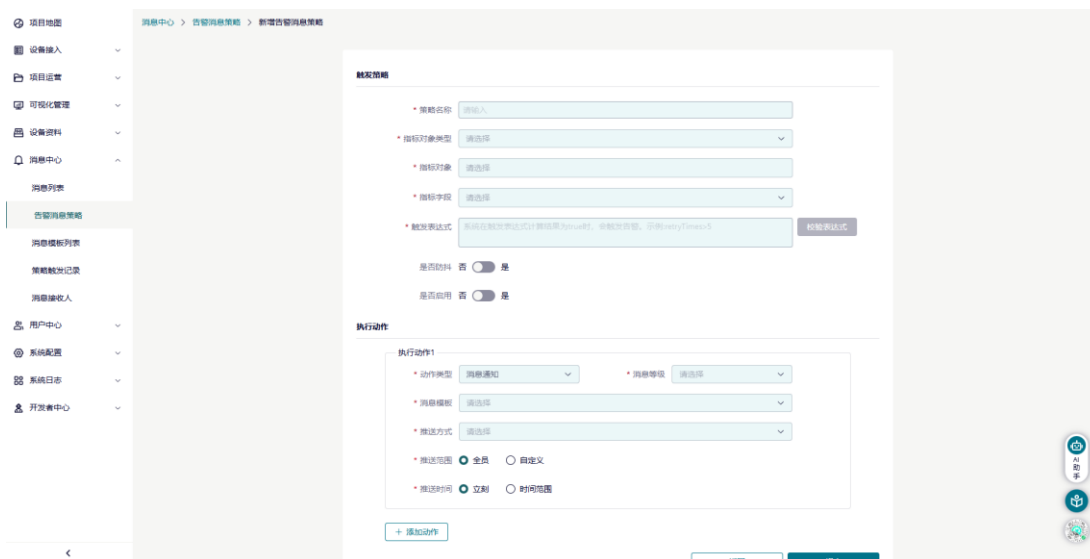 项目地图
设备接入
项目运营
可视化管理
设备资料
消息中心
消息列表
告警消息策略
消息模板列表
策略触发记录
消息接收人
用户中心
系统配置
系统日志
开发者中心
消息中心 > 告警消息策略 > 新增告警消息策略
触发策略
* 策略名称 请输入
* 指标对象类型 请选择
* 指标对象 请选择
* 指标字段 请选择
* 触发表达式 系统在触发表达式计算结果为true时，会触发告警。示例:retryTimes>5 校验表达式
是否防抖 否 是
是否启用 否 是
执行动作
执行动作1
* 动作类型 消息通知 * 消息等级 请选择
* 消息模板 请选择
* 推送方式 请选择
* 推送范围 全员 自定义
* 推送时间 立刻 时间范围
+ 添加动作
AI
助
手